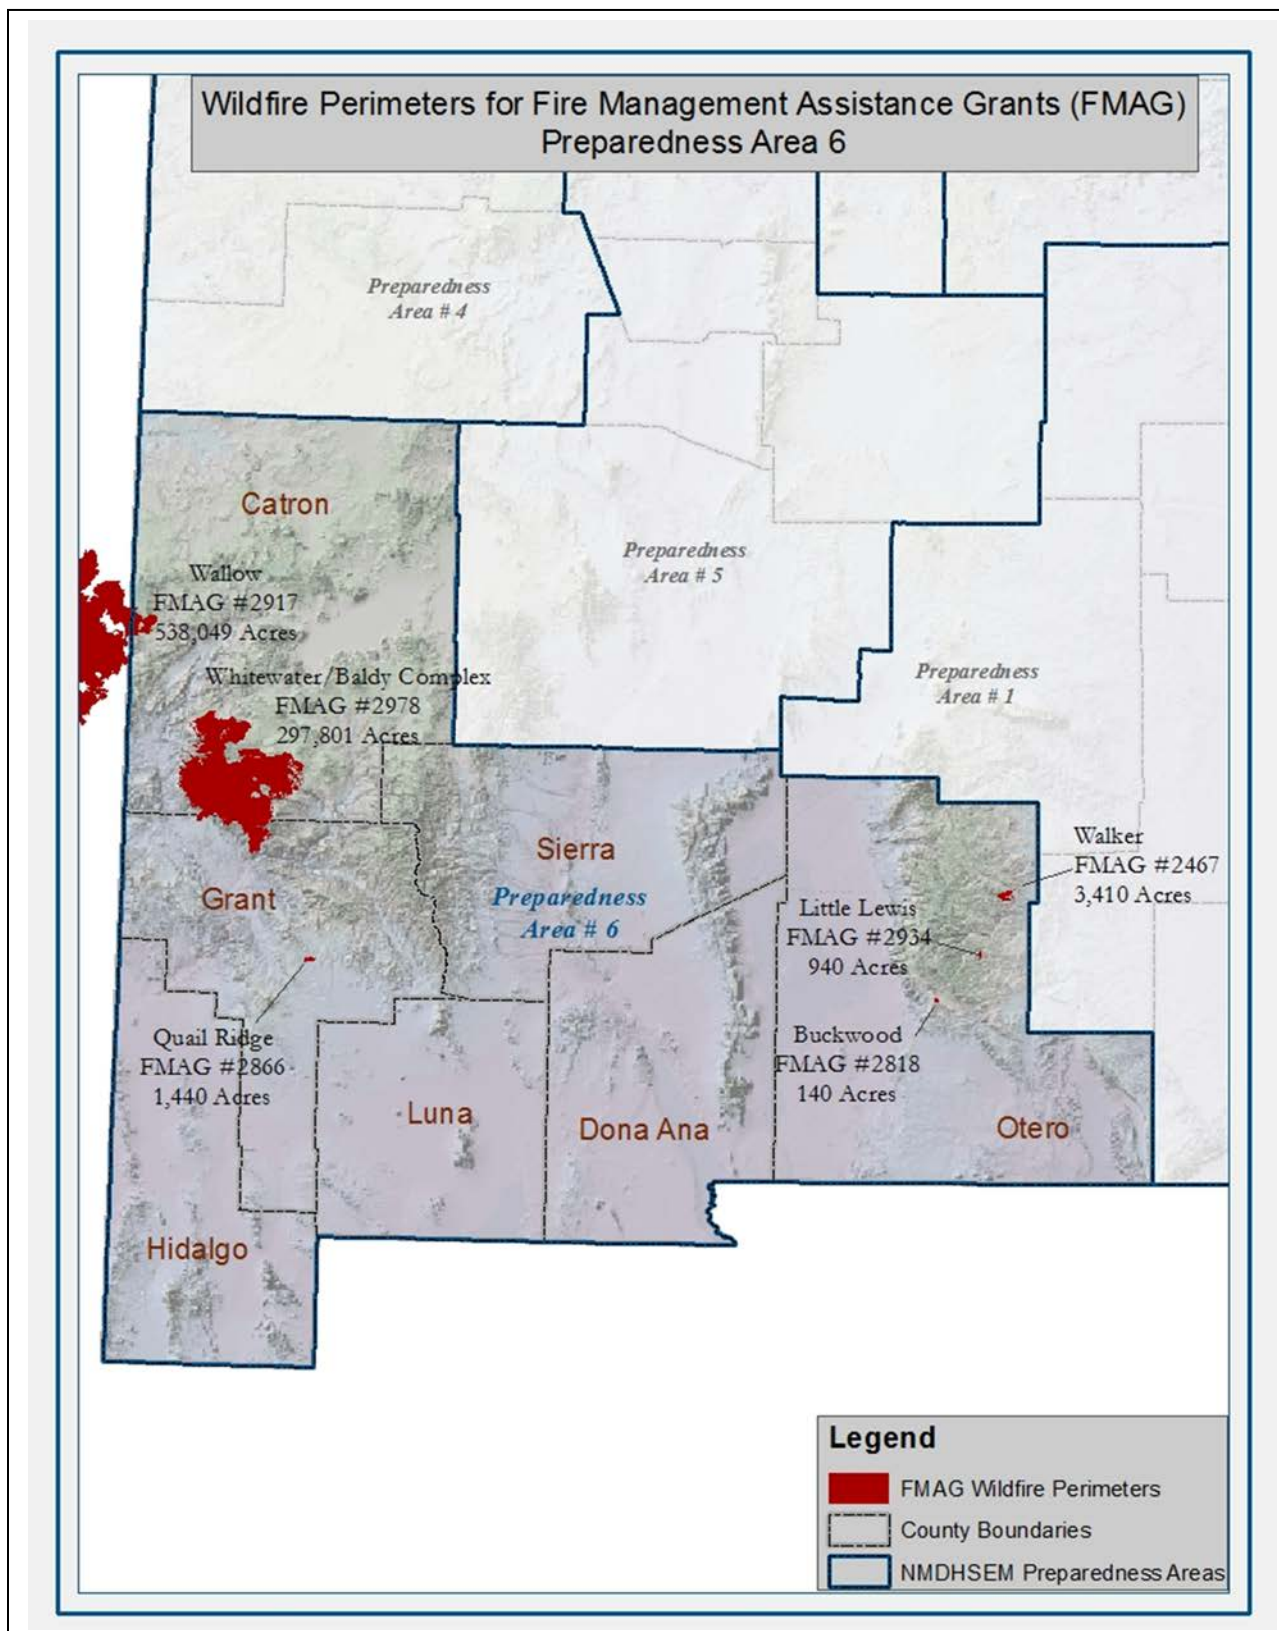 Wildfire Perimeters for Fire Management Assistance Grants (FMAG)
Preparedness Area 6
Preparedness
Area # 4
Catron
Preparedness
Area # 5
Wallow
FMAG #2917
538,049 Acres
Whitewater/Baldy Complex
FMAG #2978
297,801 Acres
Preparedness
Area # 1
Sierra
Preparedness
Area # 6
Grant
Walker
FMAG #2467
3,410 Acres
Little Lewis
FMAG #2934
940 Acres
Quail Ridge
FMAG #2866
1,440 Acres
Buckwood
FMAG #2818
140 Acres
Luna
Dona Ana
Otero
Hidalgo
Legend
FMAG Wildfire Perimeters
County Boundaries
NMDHSEM Preparedness Areas